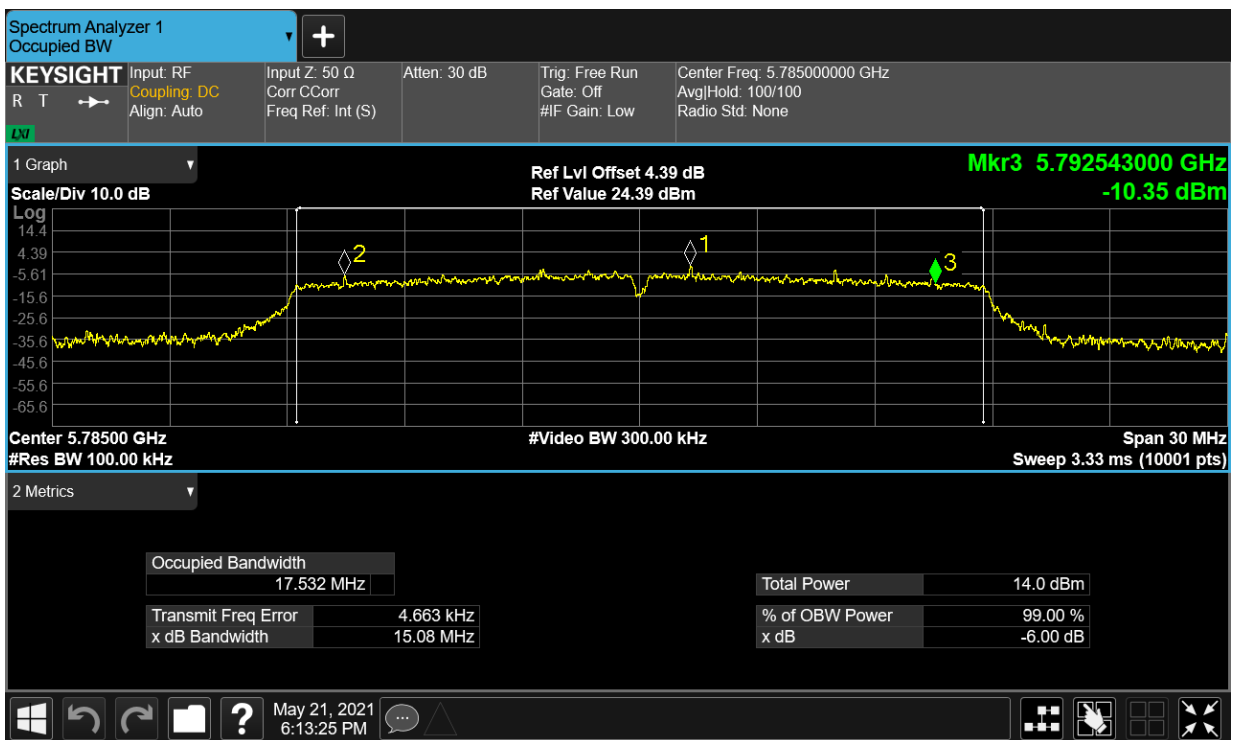 Spectrum Analyzer 1
Occupied BW
KEYSIGHT
R T
LXI
Input: RF
Coupling: DC
Align: Auto
Input Z: 50 Ω
Corr CCorr
Freq Ref: Int (S)
Atten: 30 dB
Trig: Free Run
Gate: Off
#IF Gain: Low
Center Freq: 5.785000000 GHz
Avg|Hold: 100/100
Radio Std: None
1 Graph
Scale/Div 10.0 dB
Ref Lvl Offset 4.39 dB
Ref Value 24.39 dBm
Mkr3 5.792543000 GHz
-10.35 dBm
Log
14.4
4.39
-5.61
-15.6
-25.6
-35.6
-45.6
-55.6
-65.6
2
1
3
Center 5.78500 GHz
#Res BW 100.00 kHz
#Video BW 300.00 kHz
Span 30 MHz
Sweep 3.33 ms (10001 pts)
2 Metrics
Occupied Bandwidth
17.532 MHz
Transmit Freq Error 4.663 kHz
x dB Bandwidth 15.08 MHz
Total Power 14.0 dBm
% of OBW Power 99.00 %
x dB -6.00 dB
?
May 21, 2021
6:13:25 PM